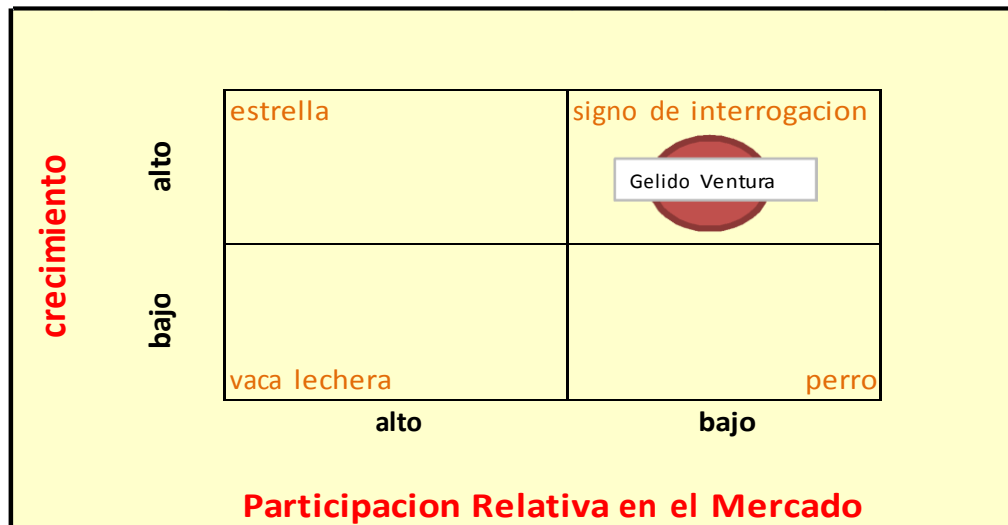 estrella
signo de interrogacion
Gelido Ventura
crecimiento
alto
bajo
vaca lechera
perro
alto
bajo
Participacion Relativa en el Mercado